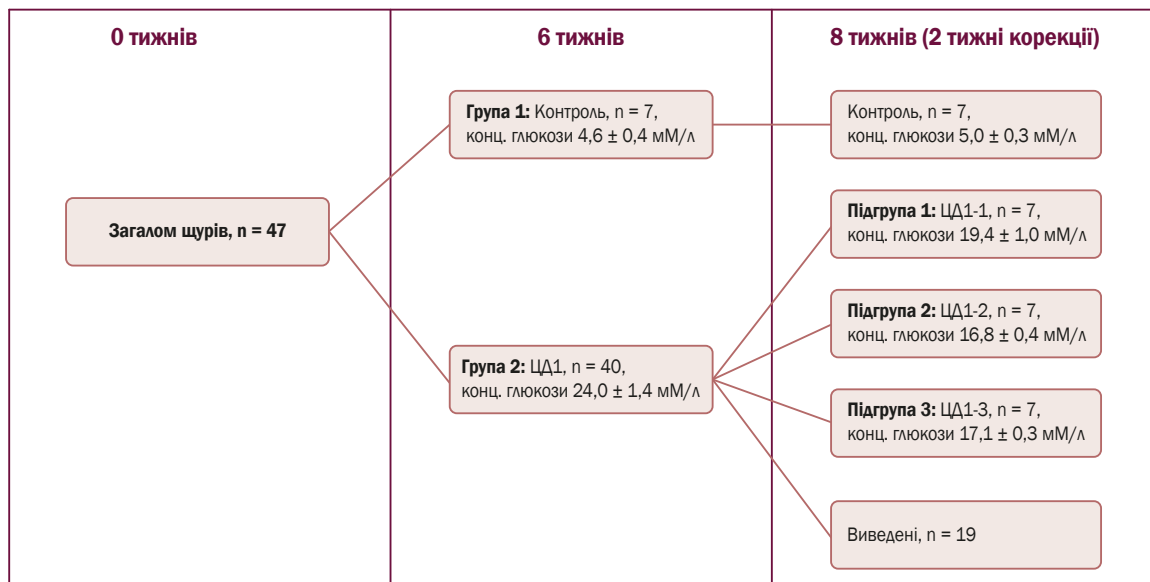 0 тижнів
6 тижнів
8 тижнів (2 тижні корекції)
Загалом щурів, n = 47
Група 1: Контроль, n = 7,
конц. глюкози 4,6 ± 0,4 мМ/л
Група 2: ЦД1, n = 40,
конц. глюкози 24,0 ± 1,4 мМ/л
Контроль, n = 7,
конц. глюкози 5,0 ± 0,3 мМ/л
Підгрупа 1: ЦД1-1, n = 7,
конц. глюкози 19,4 ± 1,0 мМ/л
Підгрупа 2: ЦД1-2, n = 7,
конц. глюкози 16,8 ± 0,4 мМ/л
Підгрупа 3: ЦД1-3, n = 7,
конц. глюкози 17,1 ± 0,3 мМ/л
Виведені, n = 19